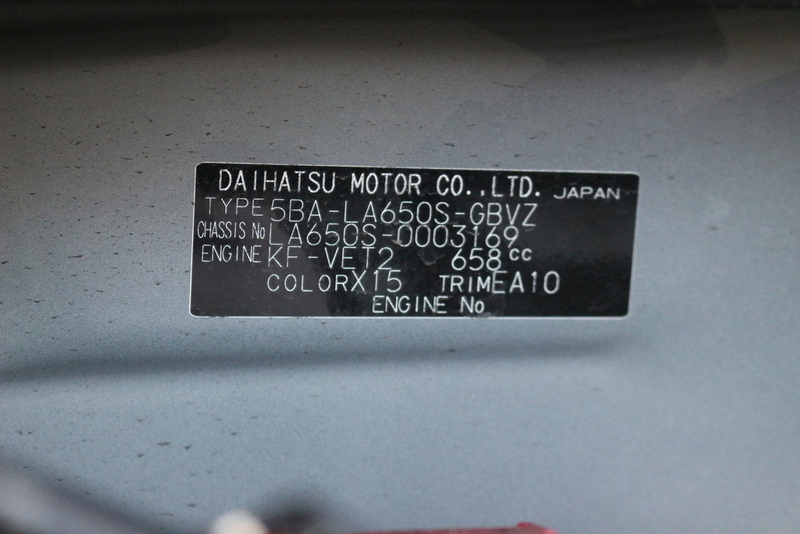 DAIHATSU MOTOR CO.,LTD. JAPAN
TYPE 5BA-LA650S-GBVZ
CHASSIS No LA650S-0003169
ENGINE KF-VET2 658cc
COLOR X15 TRIM EA10
ENGINE No